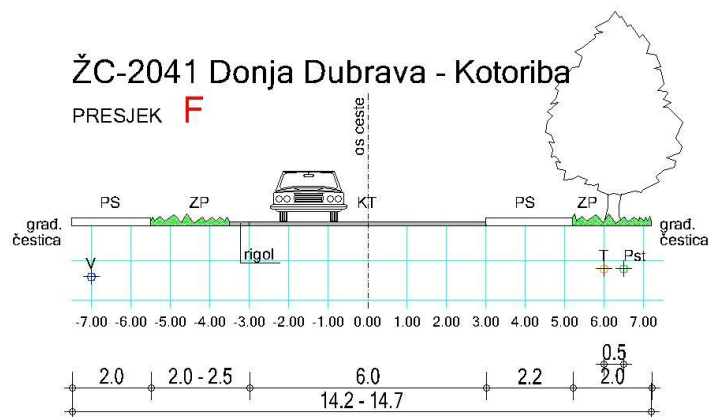 ŽC-2041 Donja Dubrava - Kotoriba
PRESJEK F
os ceste
PS ZP KT PS ZP
građ. čestica
građ. čestica
rigol
V T Pst
-7.00 -6.00 -5.00 -4.00 -3.00 -2.00 -1.00 0.00 1.00 2.00 3.00 4.00 5.00 6.00 7.00
0.5
2.0 2.0 - 2.5 6.0 2.2 2.0
14.2 - 14.7